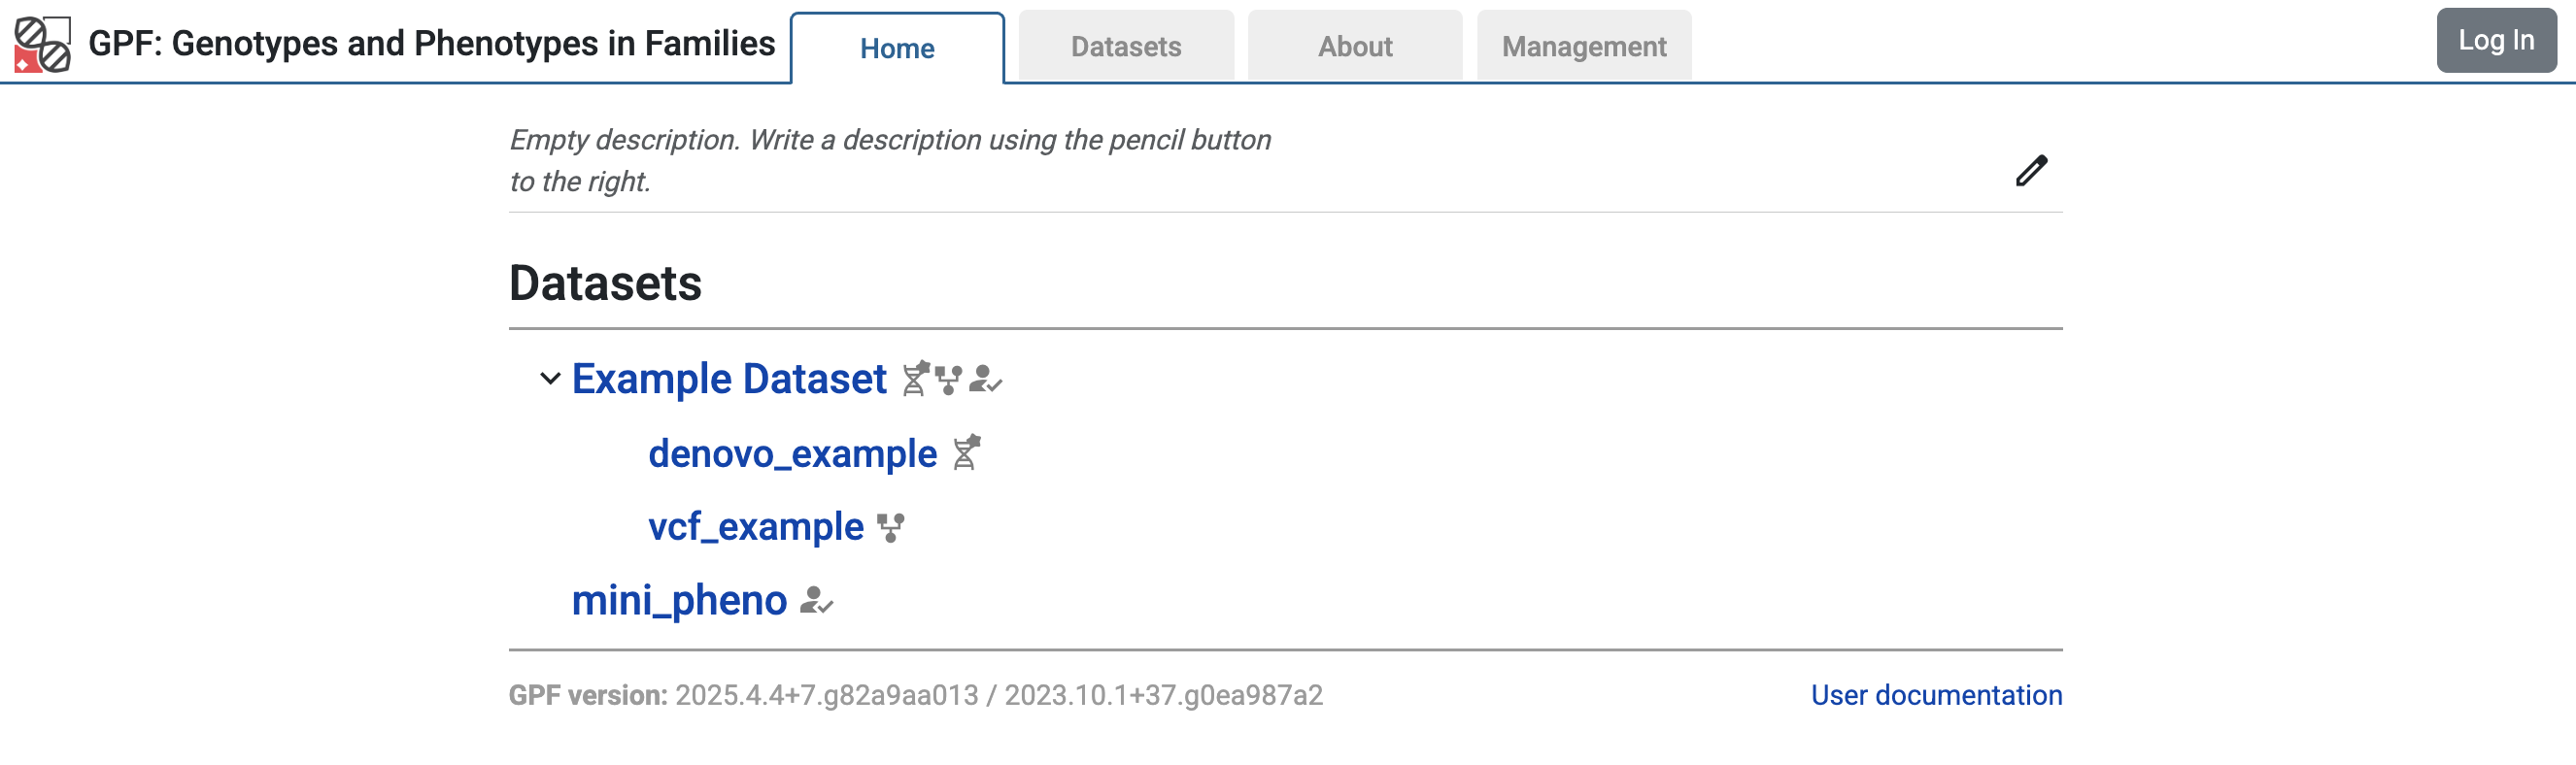 GPF: Genotypes and Phenotypes in Families
Home
Datasets
About
Management
Log In
Empty description. Write a description using the pencil button
to the right.
Datasets
Example Dataset
denovo_example
vcf_example
mini_pheno
GPF version: 2025.4.4+7.g82a9aa013 / 2023.10.1+37.g0ea987a2
User documentation